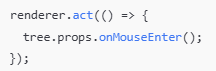 renderer.act(() => {
  tree.props.onMouseEnter();
});